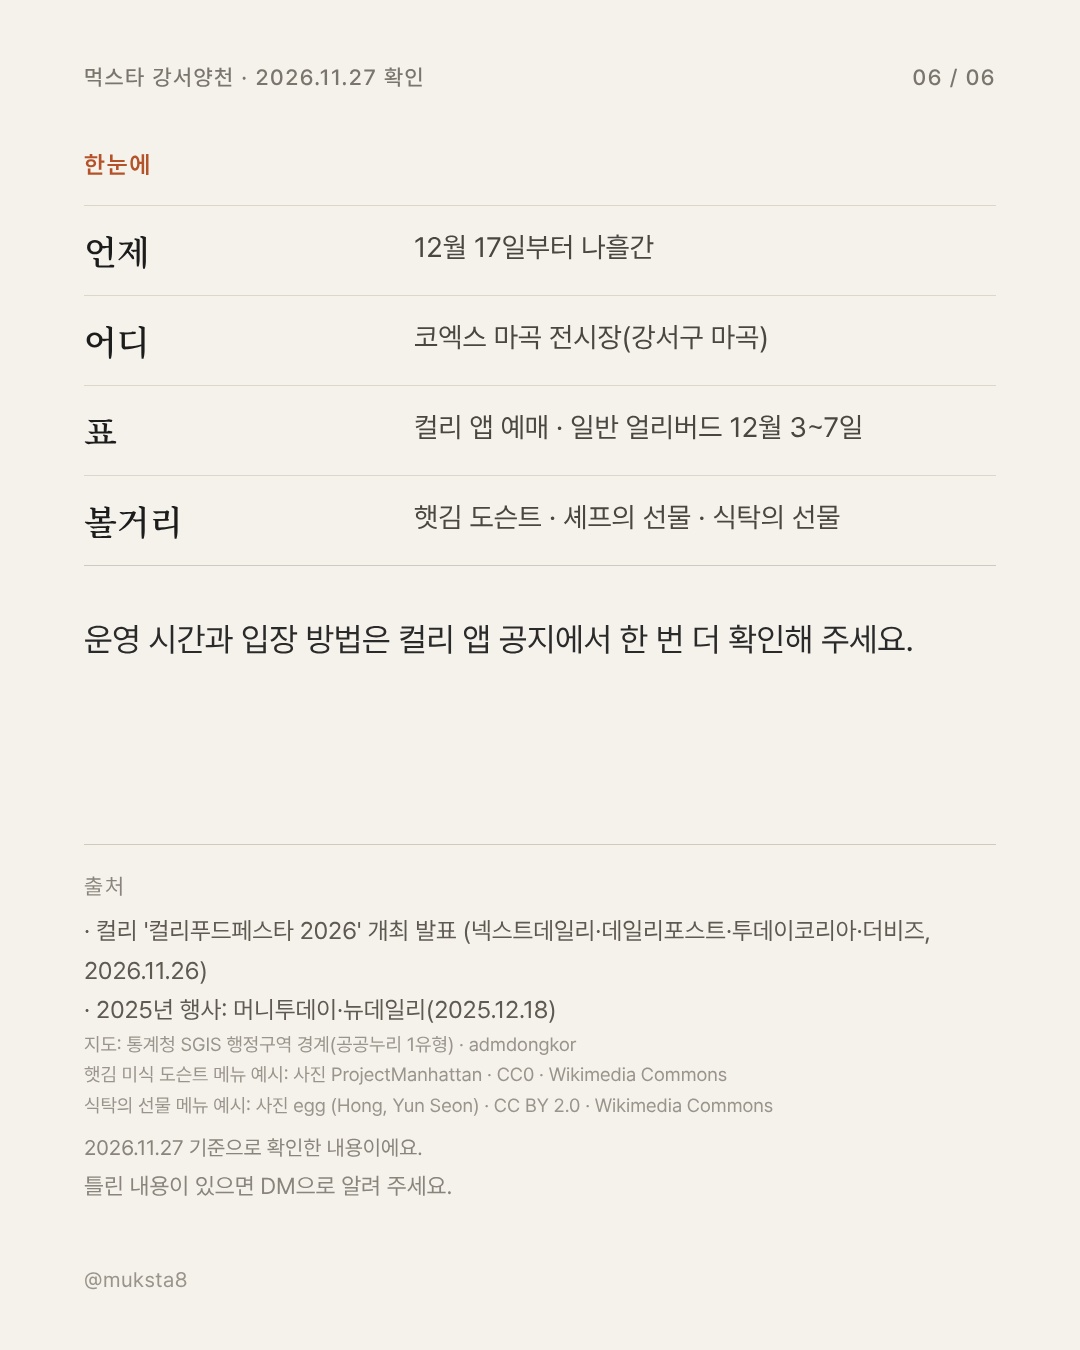 먹스타 강서양천 · 2026.11.27 확인
06 / 06
한눈에
언제
12월 17일부터 나흘간
어디
코엑스 마곡 전시장(강서구 마곡)
표
컬리 앱 예매 · 일반 얼리버드 12월 3~7일
볼거리
햇김 도슨트 · 셰프의 선물 · 식탁의 선물
운영 시간과 입장 방법은 컬리 앱 공지에서 한 번 더 확인해 주세요.
출처
· 컬리 '컬리푸드페스타 2026' 개최 발표 (넥스트데일리·데일리포스트·투데이코리아·더비즈,
2026.11.26)
· 2025년 행사: 머니투데이·뉴데일리(2025.12.18)
지도: 통계청 SGIS 행정구역 경계(공공누리 1유형) · admdongkor
햇김 미식 도슨트 메뉴 예시: 사진 ProjectManhattan · CC0 · Wikimedia Commons
식탁의 선물 메뉴 예시: 사진 egg (Hong, Yun Seon) · CC BY 2.0 · Wikimedia Commons
2026.11.27 기준으로 확인한 내용이에요.
틀린 내용이 있으면 DM으로 알려 주세요.
@muksta8